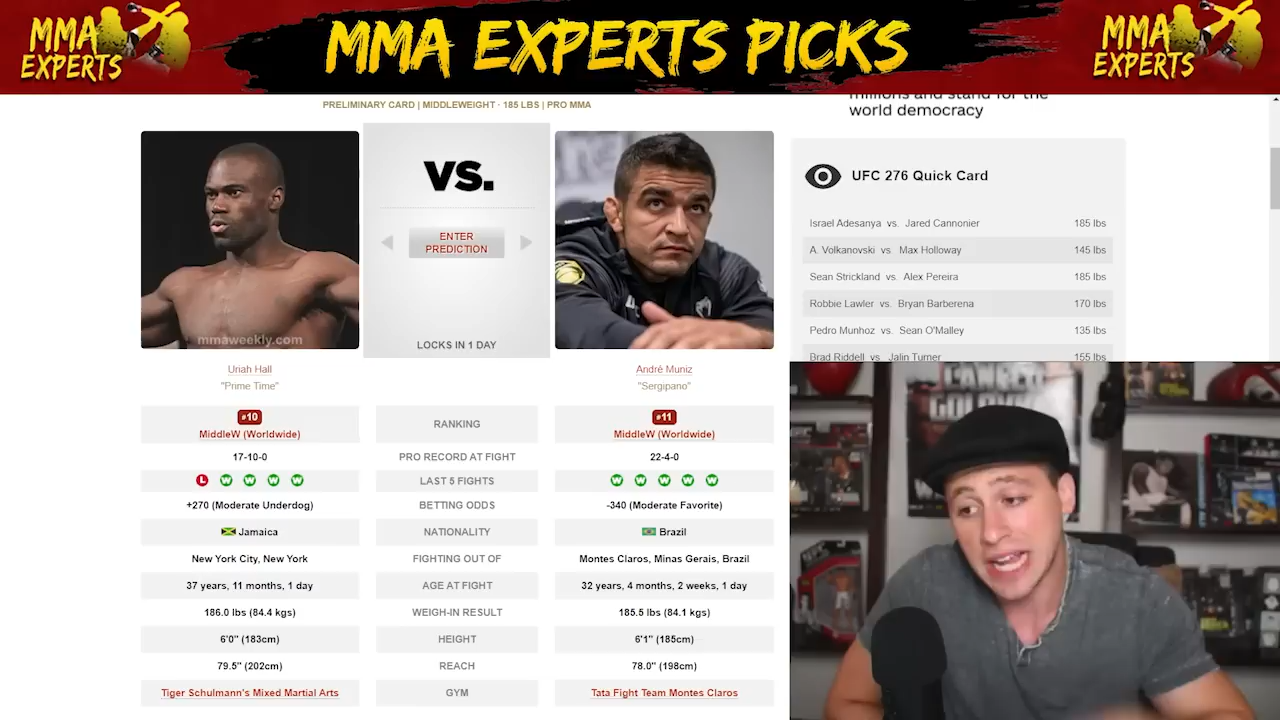 MMA EXPERTS
MMA EXPERTS PICKS
MMA EXPERTS
PRELIMINARY CARD | MIDDLEWEIGHT · 185 LBS | PRO MMA
millions and stand for the
world democracy
VS.
ENTER
PREDICTION
LOCKS IN 1 DAY
mmaweekly.com
UFC 276 Quick Card
Israel Adesanya vs. Jared Cannonier 185 lbs
A. Volkanovski vs. Max Holloway 145 lbs
Sean Strickland vs. Alex Pereira 185 lbs
Robbie Lawler vs. Bryan Barberena 170 lbs
Pedro Munhoz vs. Sean O'Malley 135 lbs
Brad Riddell vs. Jalin Turner 155 lbs
Uriah Hall André Muniz
"Prime Time" "Sergipano"
#10 RANKING #11
MiddleW (Worldwide) MiddleW (Worldwide)
17-10-0 PRO RECORD AT FIGHT 22-4-0
L W W W W LAST 5 FIGHTS W W W W W
+270 (Moderate Underdog) BETTING ODDS -340 (Moderate Favorite)
Jamaica NATIONALITY Brazil
New York City, New York FIGHTING OUT OF Montes Claros, Minas Gerais, Brazil
37 years, 11 months, 1 day AGE AT FIGHT 32 years, 4 months, 2 weeks, 1 day
186.0 lbs (84.4 kgs) WEIGH-IN RESULT 185.5 lbs (84.1 kgs)
6'0" (183cm) HEIGHT 6'1" (185cm)
79.5" (202cm) REACH 78.0" (198cm)
Tiger Schulmann's Mixed Martial Arts GYM Tata Fight Team Montes Claros